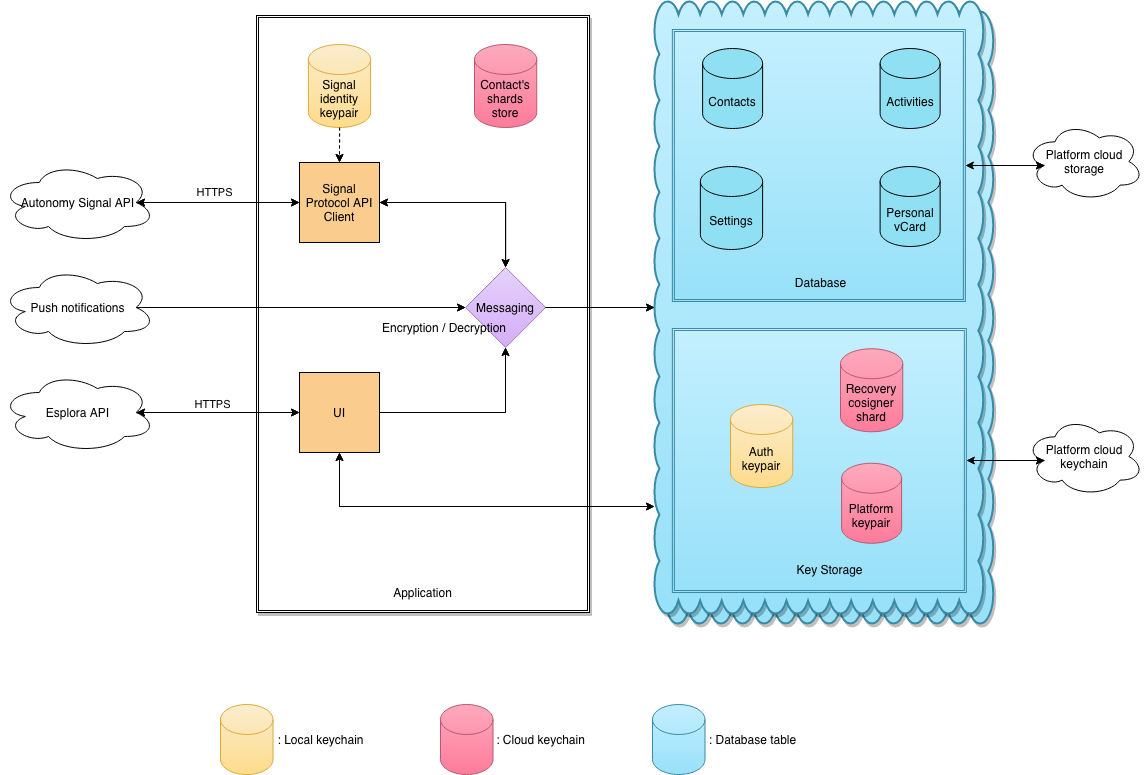 Signal
identity
keypair
Contact's
shards
store
Contacts
Activities
Platform cloud
storage
HTTPS
Autonomy Signal API
Signal
Protocol API
Client
Settings
Personal
vCard
Database
Push notifications
Messaging
Encryption / Decryption
HTTPS
Esplora API
UI
Recovery
cosigner
shard
Auth
keypair
Platform
keypair
Platform cloud
keychain
Key Storage
Application
: Local keychain
: Cloud keychain
: Database table